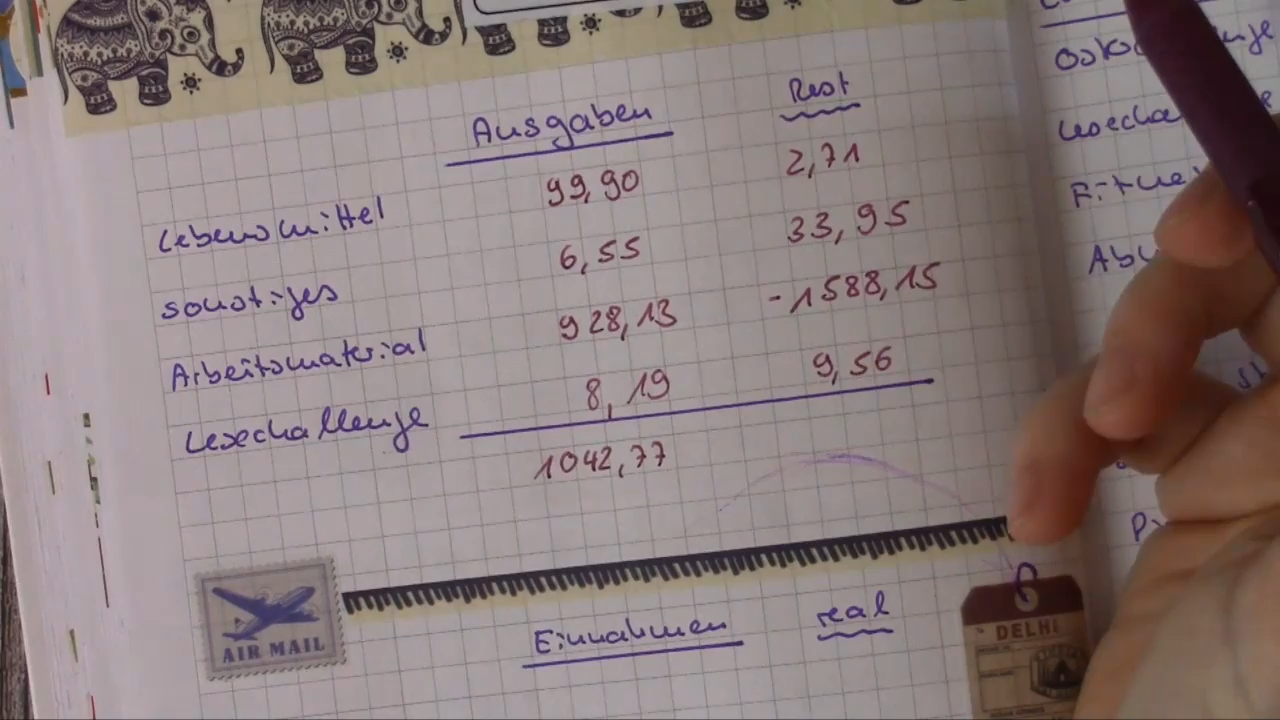 Ausgaben Rest
Lebensmittel 99,90 2,71
sonstiges 6,55 33,95
Arbeitsmaterial 928,13 -1588,15
Lesechallenge 8,19 9,56
1042,77
Einnahmen real
AIR MAIL
DELHI